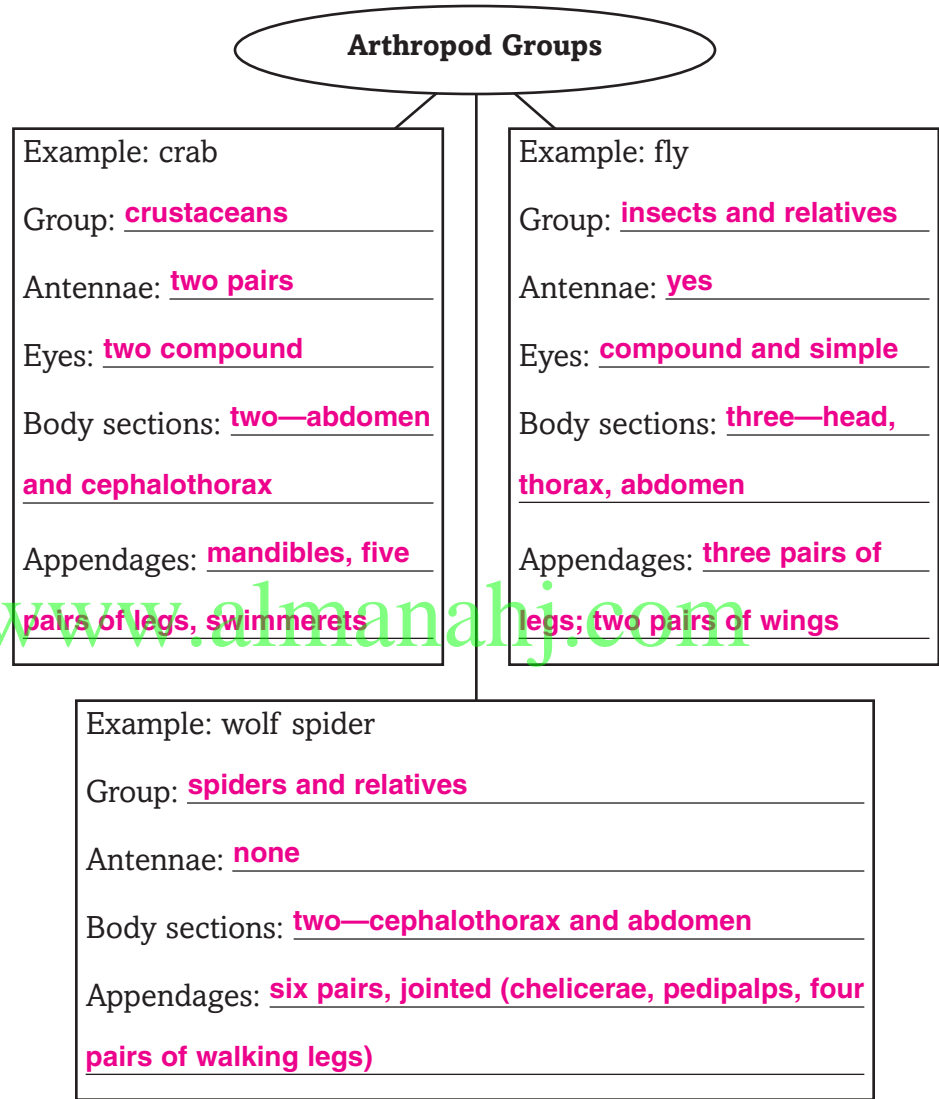 Arthropod Groups
Example: crab
Group: crustaceans
Antennae: two pairs
Eyes: two compound
Body sections: two—abdomen
and cephalothorax
Appendages: mandibles, five
pairs of legs, swimmerets
Example: fly
Group: insects and relatives
Antennae: yes
Eyes: compound and simple
Body sections: three—head,
thorax, abdomen
Appendages: three pairs of
legs; two pairs of wings
www.almanahj.com
Example: wolf spider
Group: spiders and relatives
Antennae: none
Body sections: two—cephalothorax and abdomen
Appendages: six pairs, jointed (chelicerae, pedipalps, four
pairs of walking legs)